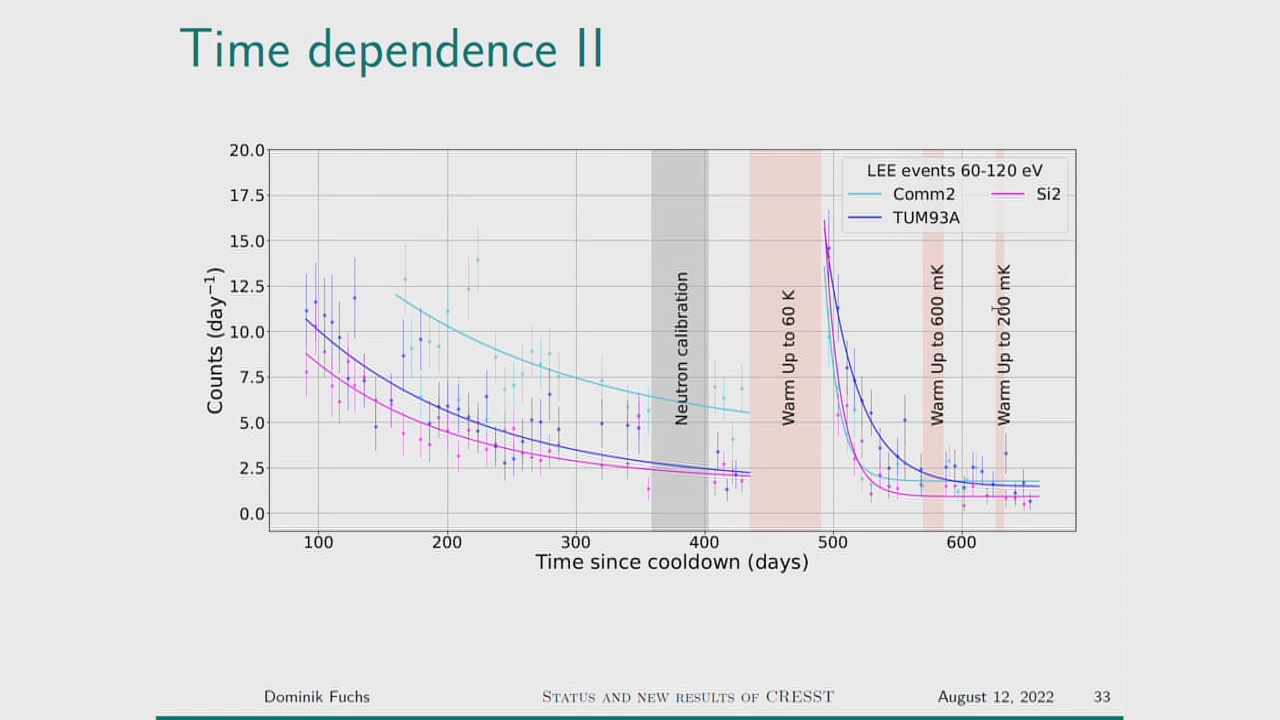 Time dependence II
20.0
17.5
15.0
12.5
10.0
7.5
5.0
2.5
0.0
Counts (day⁻¹)
LEE events 60-120 eV
Comm2
Si2
TUM93A
Neutron calibration
Warm Up to 60 K
Warm Up to 600 mK
Warm Up to 200 mK
100 200 300 400 500 600
Time since cooldown (days)
Dominik Fuchs STATUS AND NEW RESULTS OF CRESST August 12, 2022 33